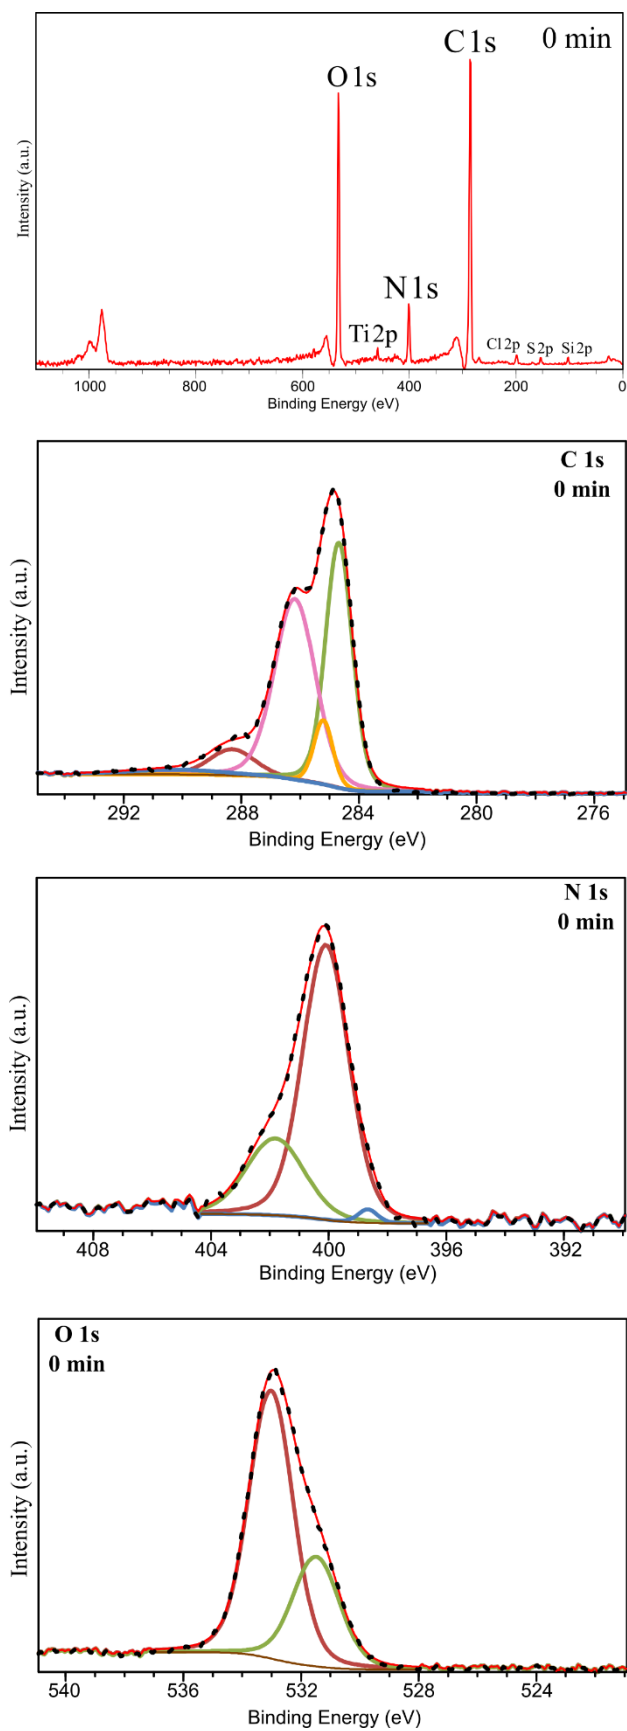 C1s
0 min
O1s
N1s
Ti2p
Cl2p
S2p
Si2p
Intensity (a.u.)
1000
800
600
400
200
0
Binding Energy (eV)
C 1s
0 min
Intensity (a.u.)
292
288
284
280
276
Binding Energy (eV)
N 1s
0 min
Intensity (a.u.)
408
404
400
396
392
Binding Energy (eV)
O 1s
0 min
Intensity (a.u.)
540
536
532
528
524
Binding Energy (eV)